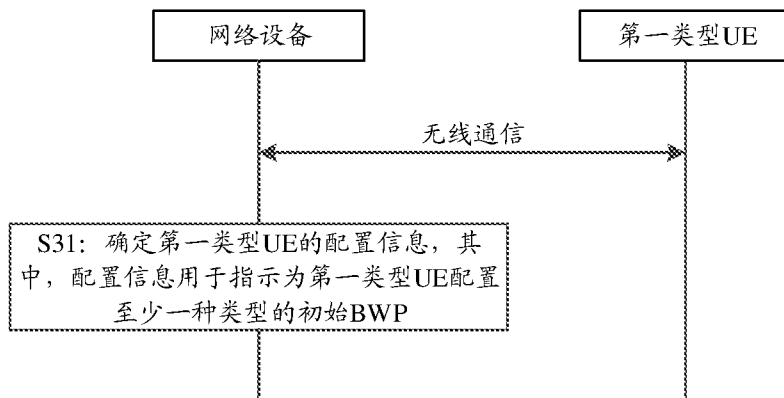 网络设备
第一类型UE
无线通信
S31：确定第一类型UE的配置信息，其
中，配置信息用于指示为第一类型UE配置
至少一种类型的初始BWP